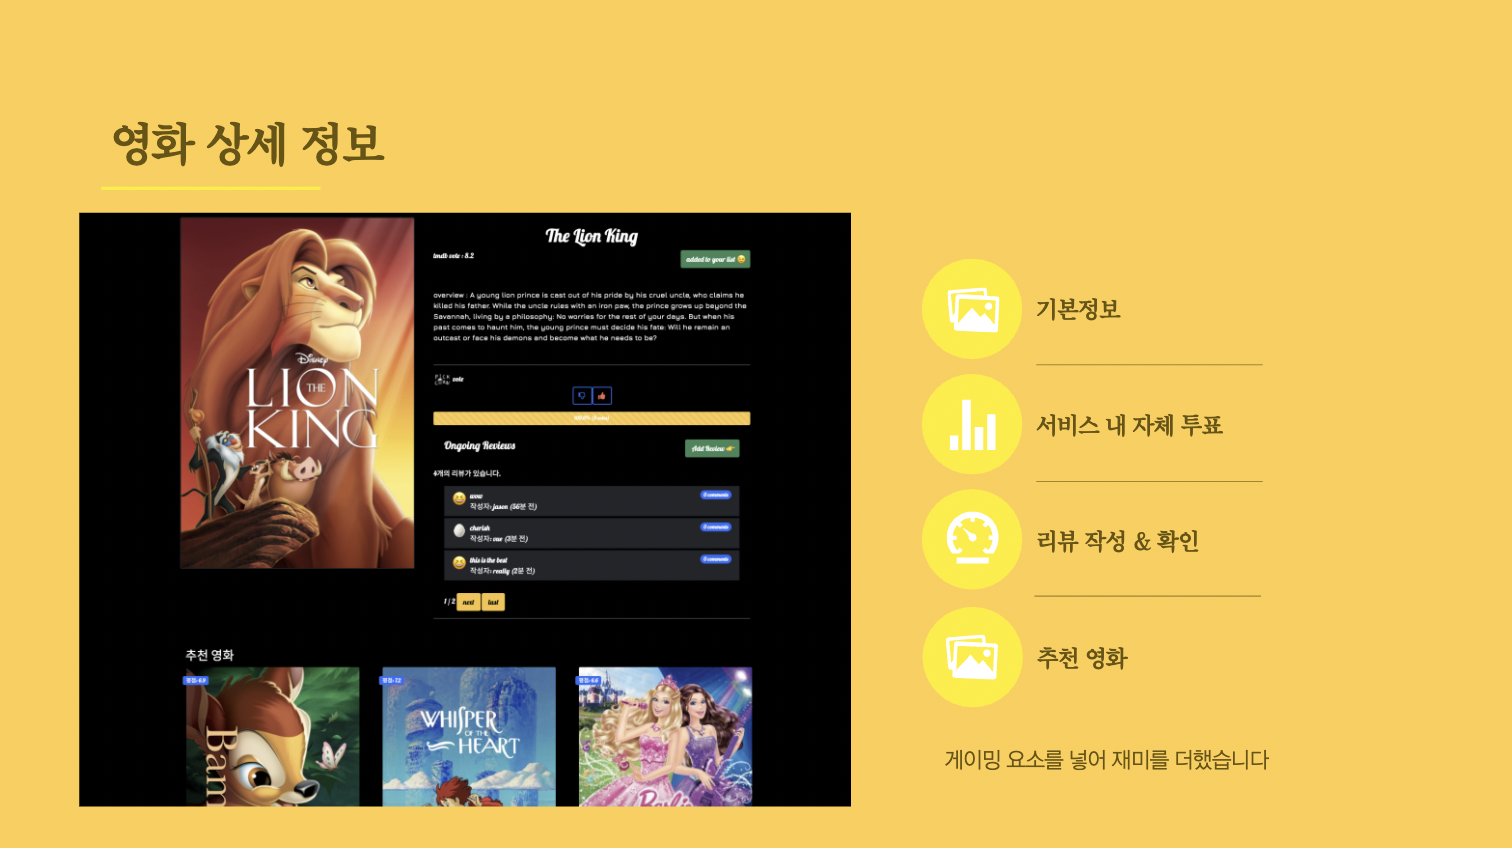 영화 상세 정보
DISNEY
THE
LION
KING
The Lion King
tmdb vote : 8.2
added to your list 😆
overview : A young lion prince is cast out of his pride by his cruel uncle, who claims he
killed his father. While the uncle rules with an iron paw, the prince grows up beyond the
Savannah, living by a philosophy: No worries for the rest of your days. But when his
past comes to haunt him, the young prince must decide his fate: Will he remain an
outcast or face his demons and become what he needs to be?
vote
Ongoing Reviews
Add Review 👉
4개의 리뷰가 있습니다.
wow
0 comments
작성자: jason (56분 전)
cherish
0 comments
작성자: vue (3분 전)
this is the best
0 comments
작성자: really (2분 전)
1 / 2 next last
추천 영화
Bam
WHISPER
OF THE
HEART
Barbie
기본정보
서비스 내 자체 투표
리뷰 작성 & 확인
추천 영화
게이밍 요소를 넣어 재미를 더했습니다